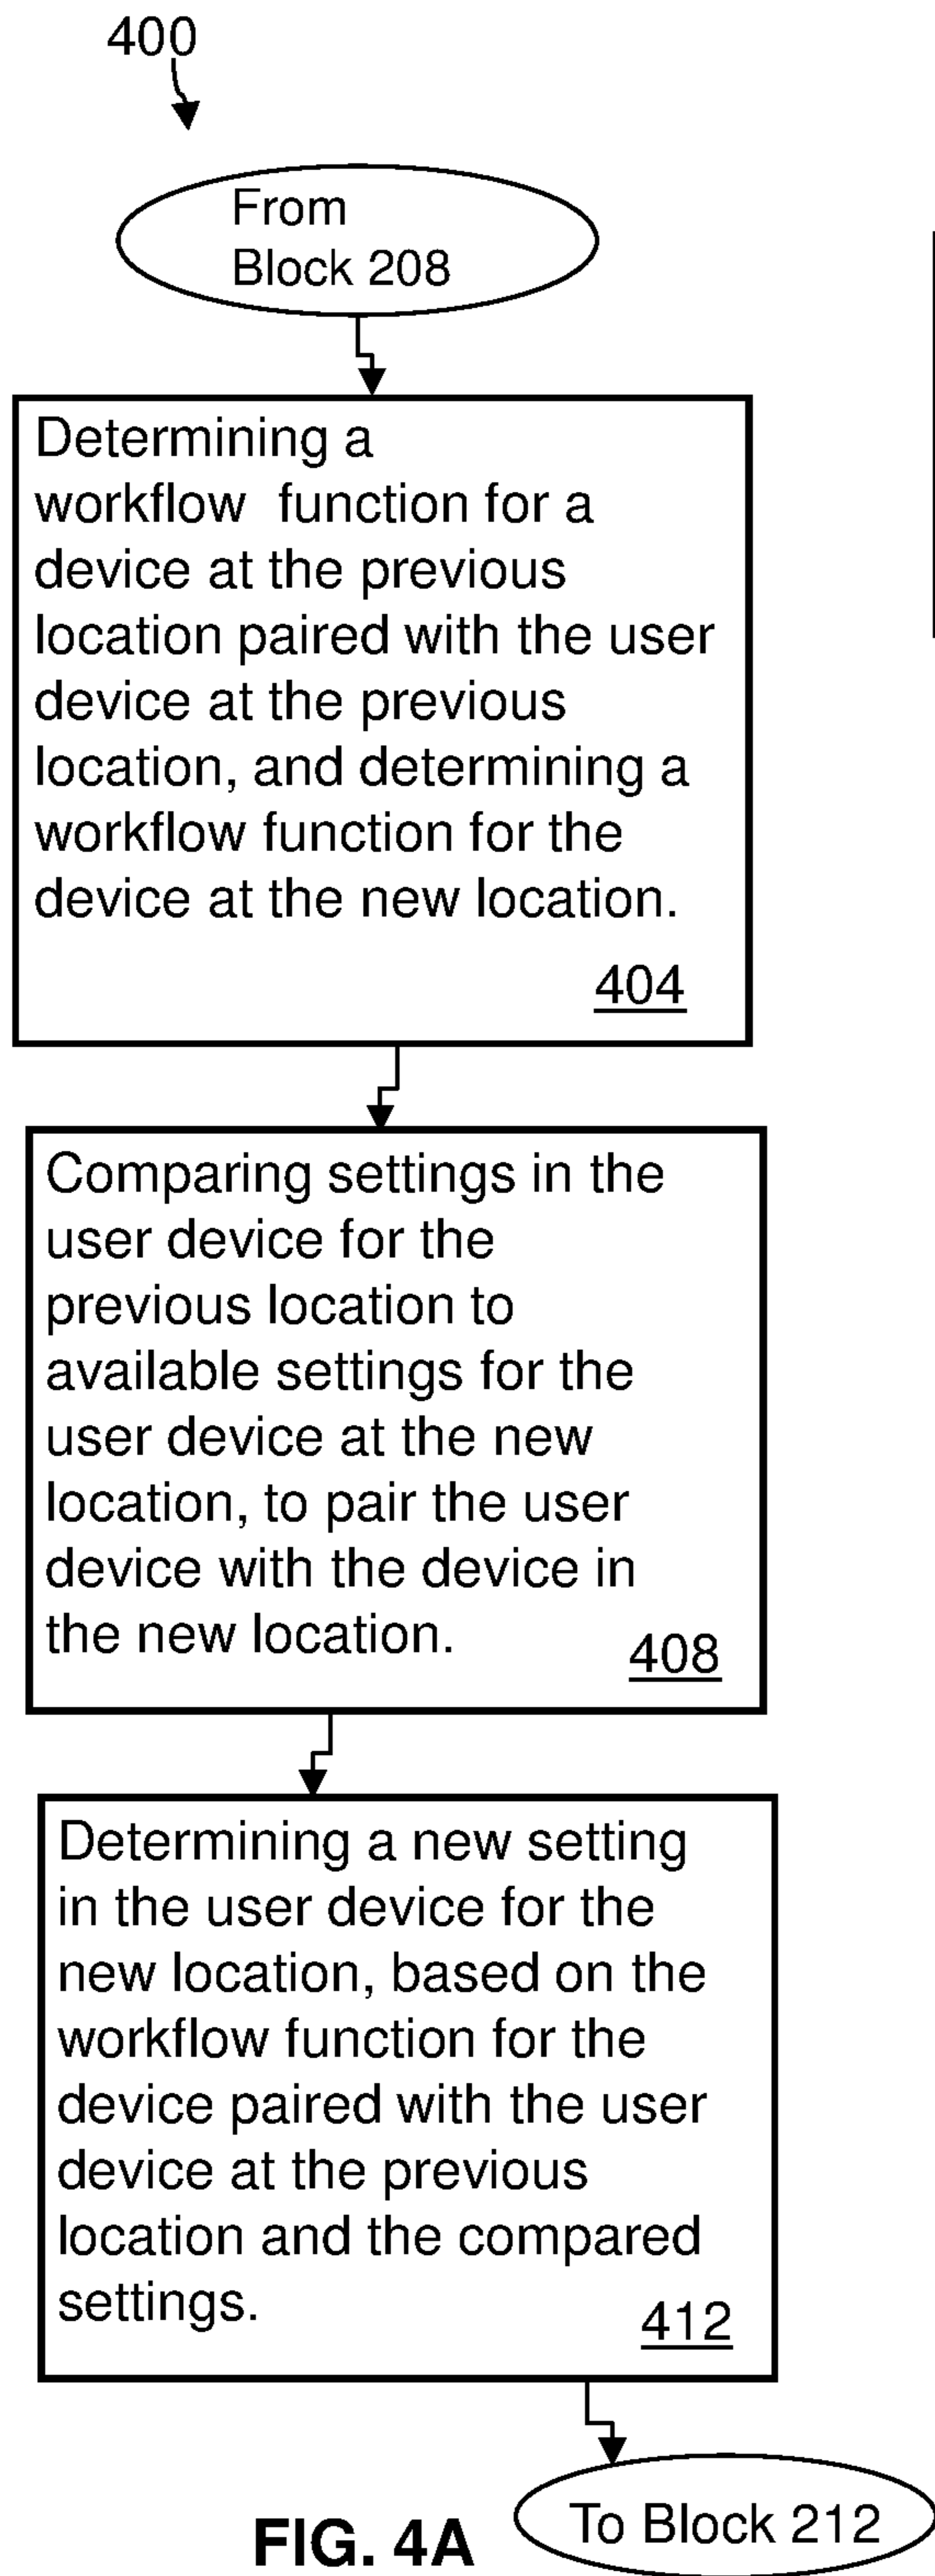 400
From
Block 208
Determining a
workflow function for a
device at the previous
location paired with the user
device at the previous
location, and determining a
workflow function for the
device at the new location.
404
Comparing settings in the
user device for the
previous location to
available settings for the
user device at the new
location, to pair the user
device with the device in
the new location.
408
Determining a new setting
in the user device for the
new location, based on the
workflow function for the
device paired with the user
device at the previous
location and the compared
settings.
412
To Block 212
FIG. 4A